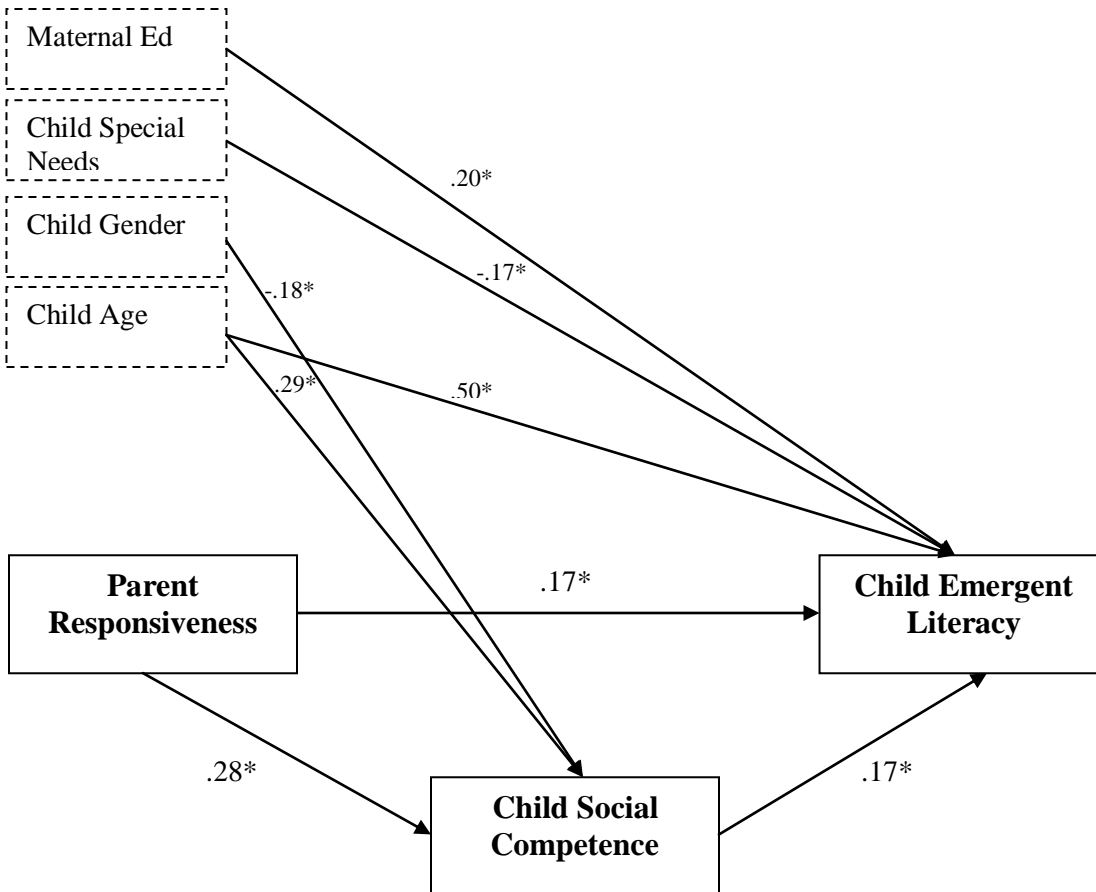 Maternal Ed
Child Special
Needs
Child Gender
Child Age
.20*
-.17*
-.18*
.29*
.50*
Parent
Responsiveness
.17*
Child Emergent
Literacy
.28*
.17*
Child Social
Competence